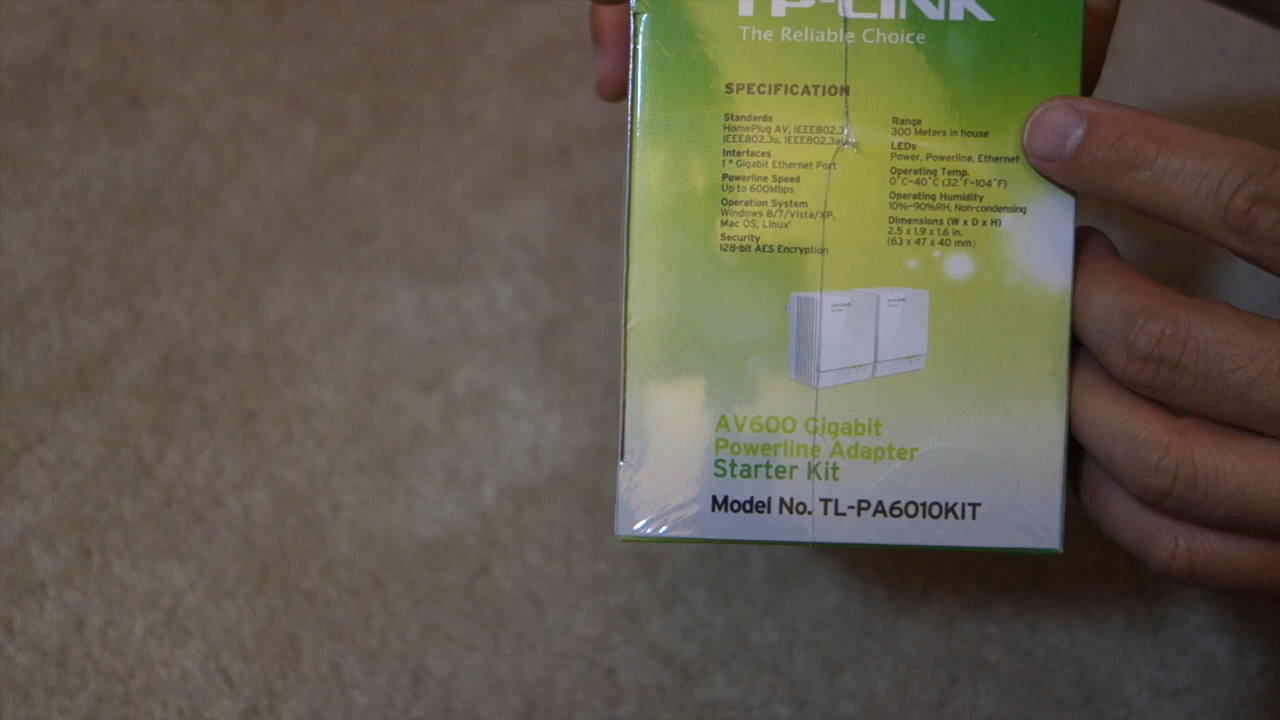 TP-LINK
The Reliable Choice
SPECIFICATION
Standards
HomePlug AV, IEEE802.3,
IEEE802.3u, IEEE802.3ab
Interfaces
1 * Gigabit Ethernet Port
Powerline Speed
Up to 600Mbps
Operation System
Windows 8/7/Vista/XP,
Mac OS, Linux
Security
128-bit AES Encryption
Range
300 Meters in house
LEDs
Power, Powerline, Ethernet
Operating Temp.
0˚C~40˚C (32˚F~104˚F)
Operating Humidity
10%~90%RH, Non-condensing
Dimensions (W x D x H)
2.5 x 1.9 x 1.6 in.
(63 x 47 x 40 mm)
TP-LINK
TP-LINK
AV600 Gigabit
Powerline Adapter
Starter Kit
Model No. TL-PA6010KIT